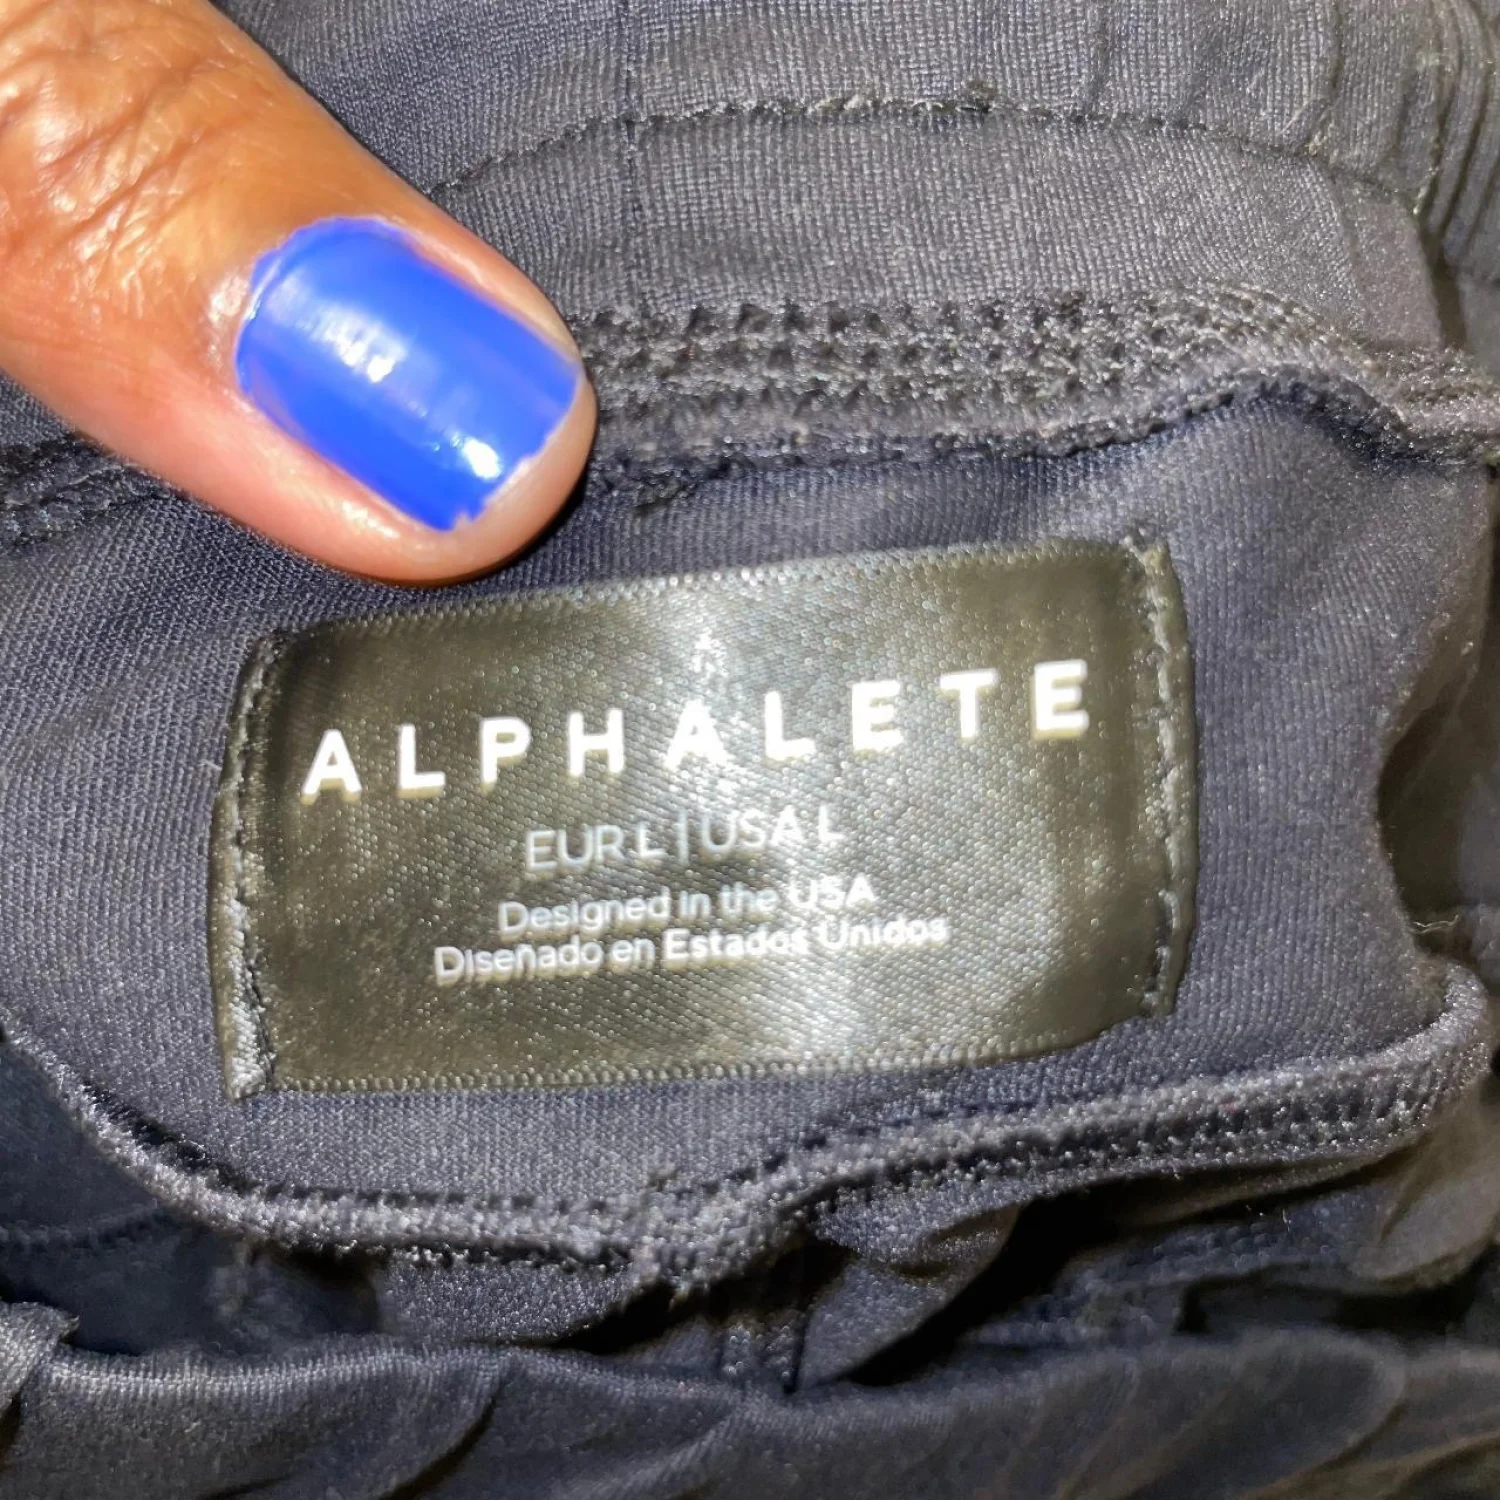 ALPHALETE
EUR L | USA L
Designed in the USA
Diseñado en Estados Unidos